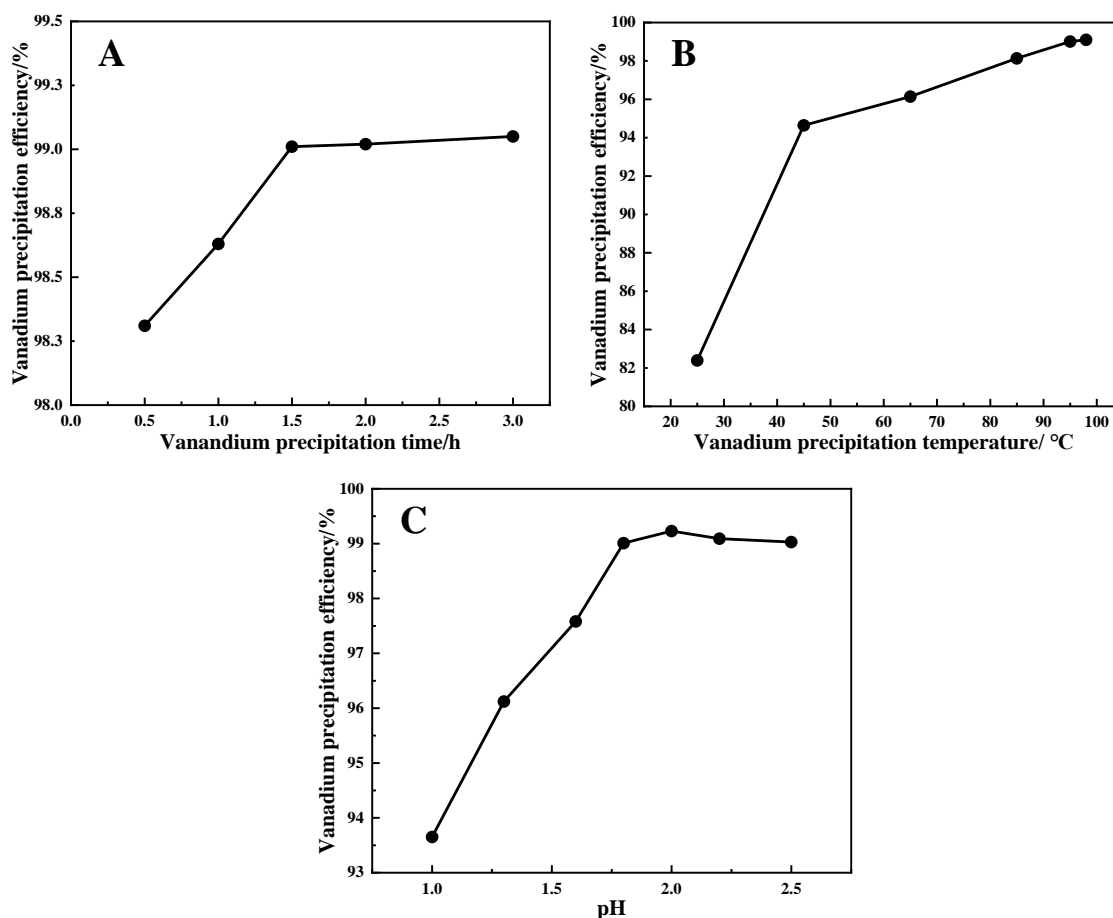 A
Vanadium precipitation efficiency/%
99.5
99.3
99.0
98.8
98.5
98.3
98.0
0.0 0.5 1.0 1.5 2.0 2.5 3.0
Vanandium precipitation time/h
B
Vanadium precipitation efficiency/%
100
98
96
94
92
90
88
86
84
82
80
20 30 40 50 60 70 80 90 100
Vanadium precipitation temperature/ °C
C
Vanadium precipitation efficiency/%
100
99
98
97
96
95
94
93
1.0 1.5 2.0 2.5
pH